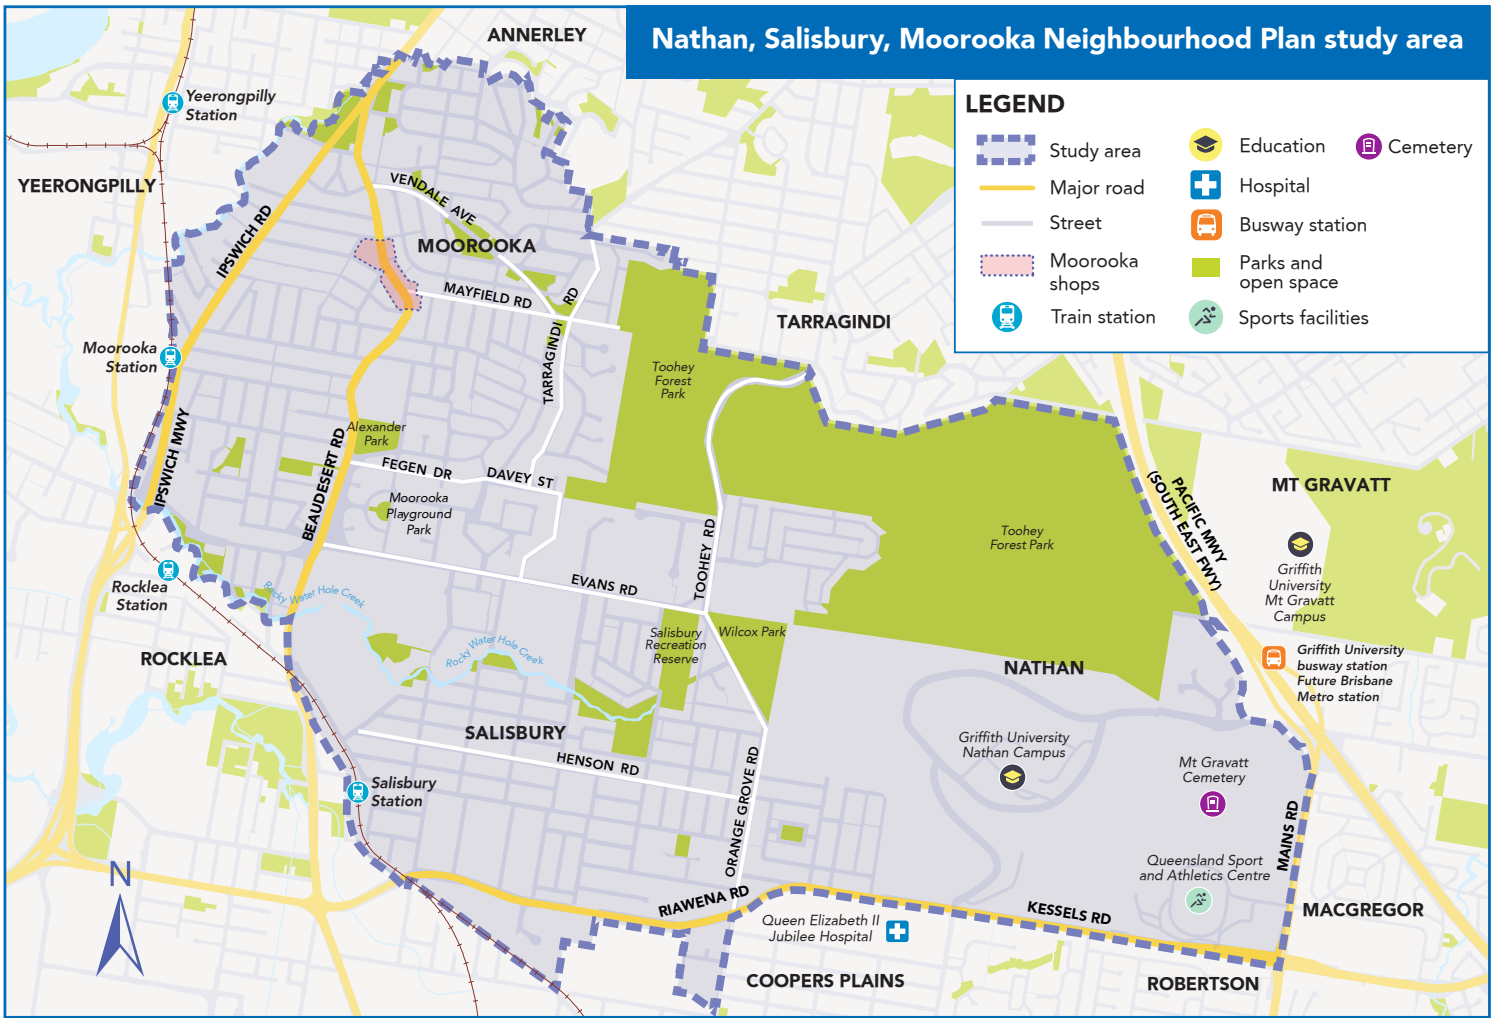 Nathan, Salisbury, Moorooka Neighbourhood Plan study area
LEGEND
Study area
Major road
Street
Moorooka
shops
Train station
Education
Hospital
Busway station
Parks and
open space
Sports facilities
Cemetery
ANNERLEY
Yeerongpilly
Station
YEERONGPILLY
VENDALE AVE
IPSWICH RD
MOOROOKA
MAYFIELD RD
TARRAGINDI RD
TARRAGINDI
Moorooka
Station
Toohey
Forest
Park
IPSWICH MWY
Alexander
Park
BEAUDESERT RD
FEGEN DR
DAVEY ST
Moorooka
Playground
Park
PACIFIC MWY
(SOUTH EAST FWY)
MT GRAVATT
Toohey
Forest Park
TOOHEY RD
Griffith
University
Mt Gravatt
Campus
Rocklea
Station
Rocky Water Hole Creek
EVANS RD
Salisbury
Recreation
Reserve
Wilcox Park
Rocky Water Hole Creek
ROCKLEA
NATHAN
Griffith University
busway station
Future Brisbane
Metro station
SALISBURY
HENSON RD
Griffith University
Nathan Campus
Mt Gravatt
Cemetery
Salisbury
Station
ORANGE GROVE RD
MAINS RD
Queensland Sport
and Athletics Centre
N
RIAWENA RD
KESSELS RD
MACGREGOR
Queen Elizabeth II
Jubilee Hospital
COOPERS PLAINS
ROBERTSON